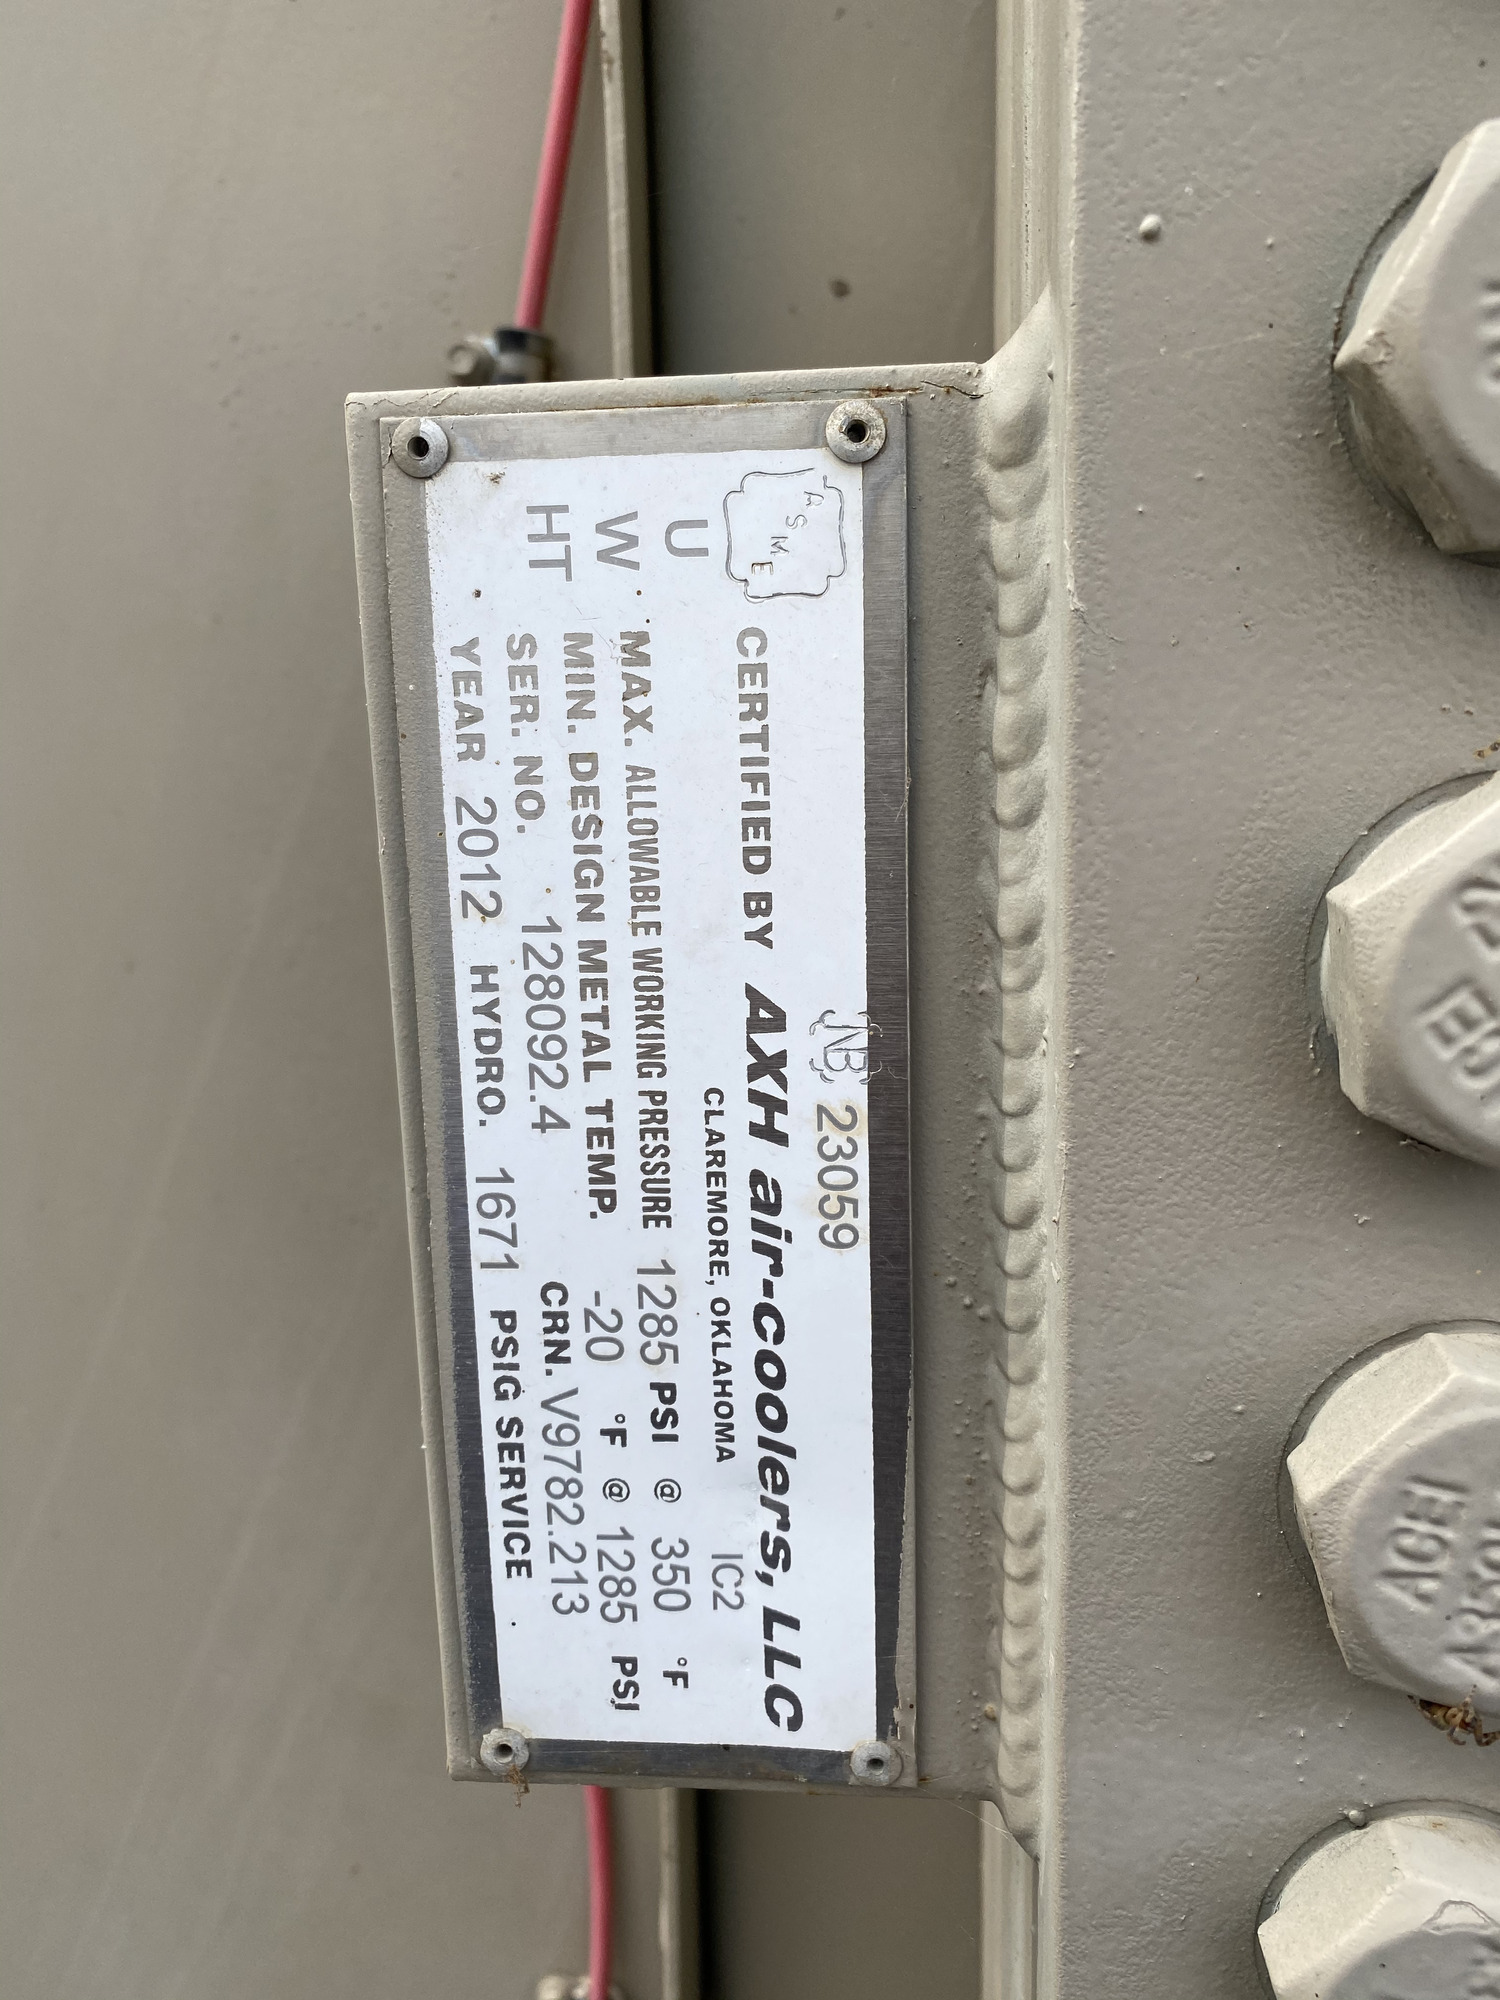 NB 23059
ASME
CERTIFIED BY AXH air-coolers, LLC
CLAREMORE, OKLAHOMA IC2
U
MAX. ALLOWABLE WORKING PRESSURE 1285 PSI @ 350 °F
W
MIN. DESIGN METAL TEMP. -20 °F @ 1285 PSI
HT
SER. NO. 128092.4 CRN. V9782.213
YEAR 2012 HYDRO. 1671 PSIG SERVICE
ACEI